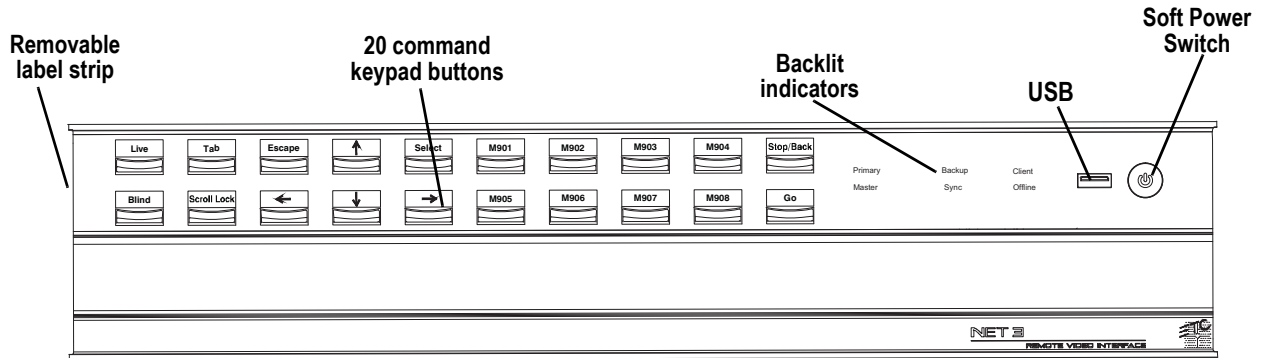 Removable
label strip
20 command
keypad buttons
Backlit
indicators
USB
Soft Power
Switch
Live
Tab
Escape
Select
M901
M902
M903
M904
Stop/Back
Blind
Scroll Lock
M905
M906
M907
M908
Go
Primary
Backup
Client
Master
Sync
Offline
NET 3
REMOTE VIDEO INTERFACE